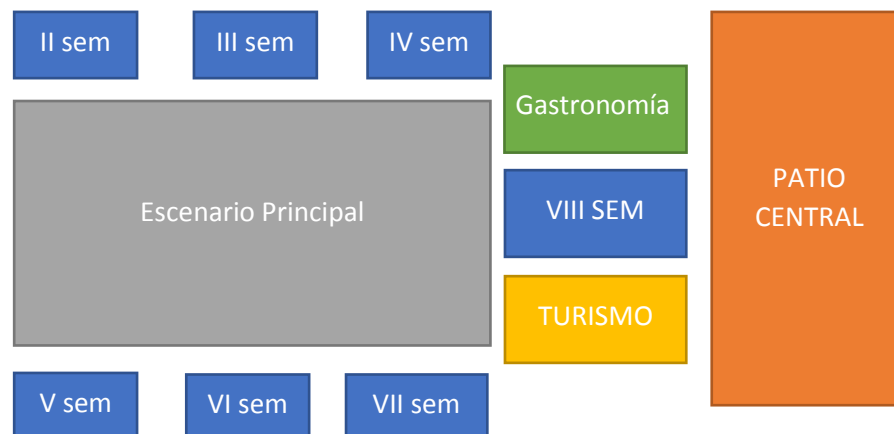 II sem
III sem
IV sem
Gastronomía
Escenario Principal
VIII SEM
PATIO
CENTRAL
TURISMO
V sem
VI sem
VII sem